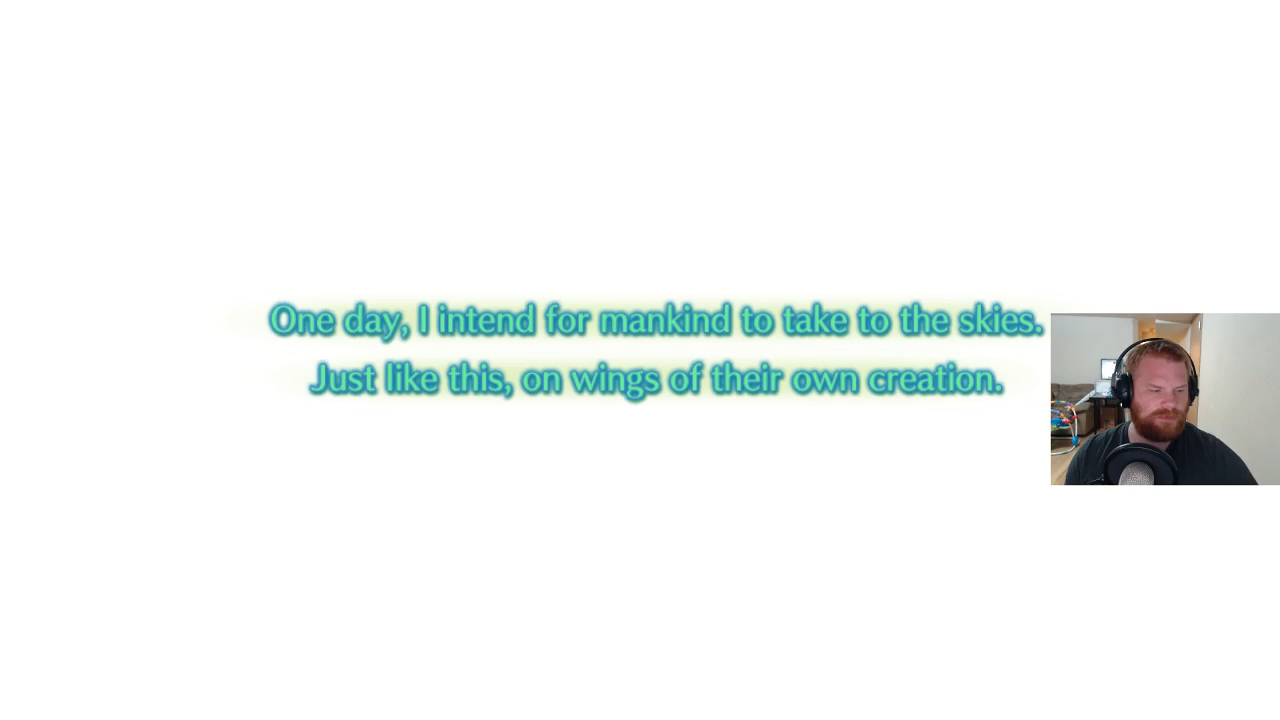 One day, I intend for mankind to take to the skies.
Just like this, on wings of their own creation.